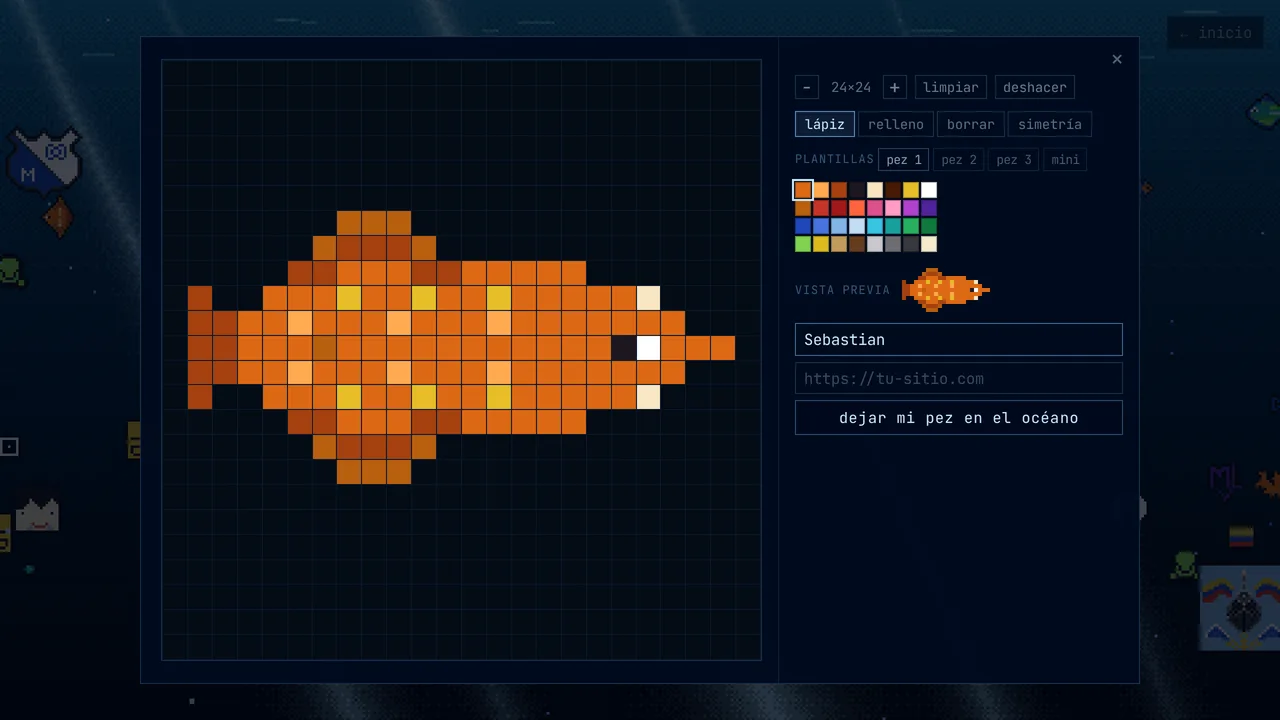 ← inicio
×
- 24×24 + limpiar deshacer
lápiz relleno borrar simetría
PLANTILLAS pez 1 pez 2 pez 3 mini
VISTA PREVIA
Sebastian
https://tu-sitio.com
dejar mi pez en el océano
M
ML